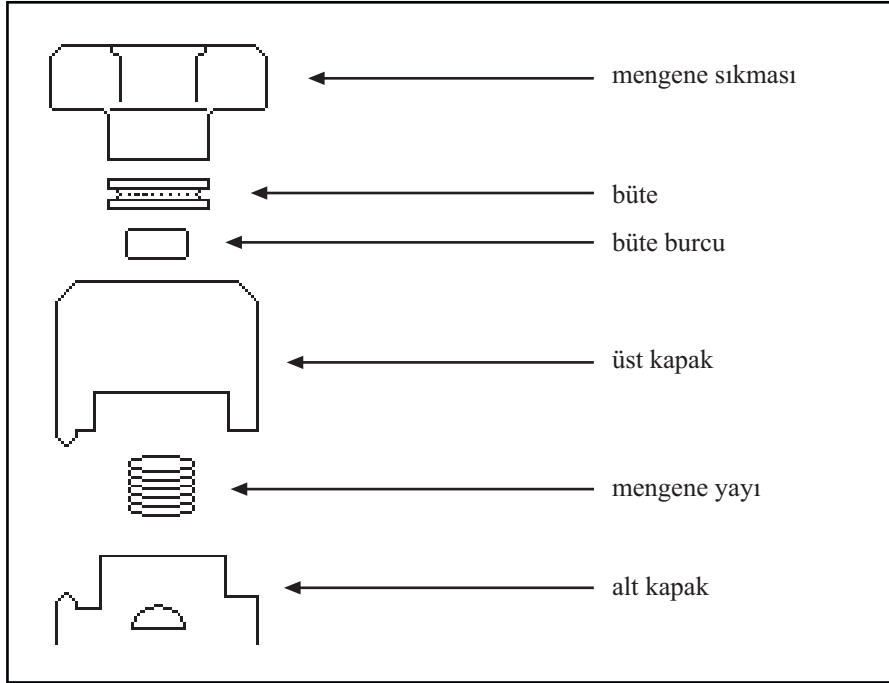 mengene sıkması
büte
büte burcu
üst kapak
mengene yayı
alt kapak